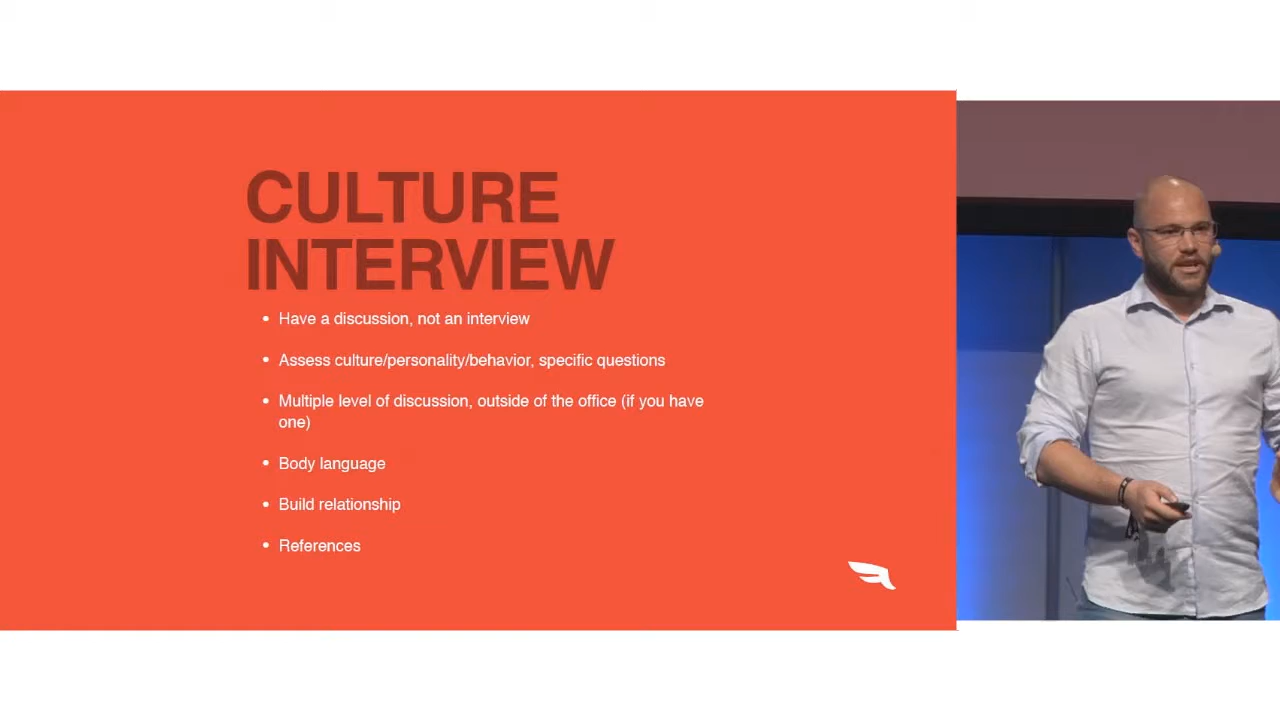 CULTURE
INTERVIEW
• Have a discussion, not an interview
• Assess culture/personality/behavior, specific questions
• Multiple level of discussion, outside of the office (if you have
one)
• Body language
• Build relationship
• References